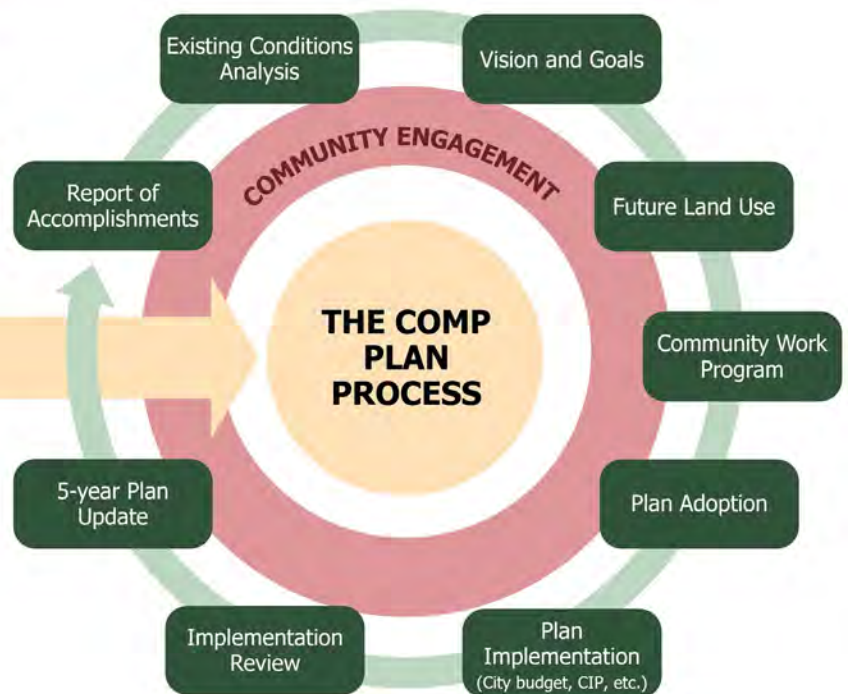 Existing Conditions
Analysis
Vision and Goals
COMMUNITY ENGAGEMENT
Report of
Accomplishments
Future Land Use
THE COMP
PLAN
PROCESS
Community Work
Program
5-year Plan
Update
Plan Adoption
Implementation
Review
Plan
Implementation
(City budget, CIP, etc.)